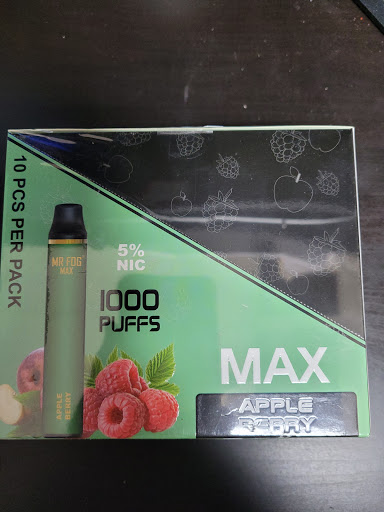 10 PCS PER PACK
MR FOG
MAX
APPLE
BERRY
5%
NIC
1000
PUFFS
MAX
APPLE
BERRY